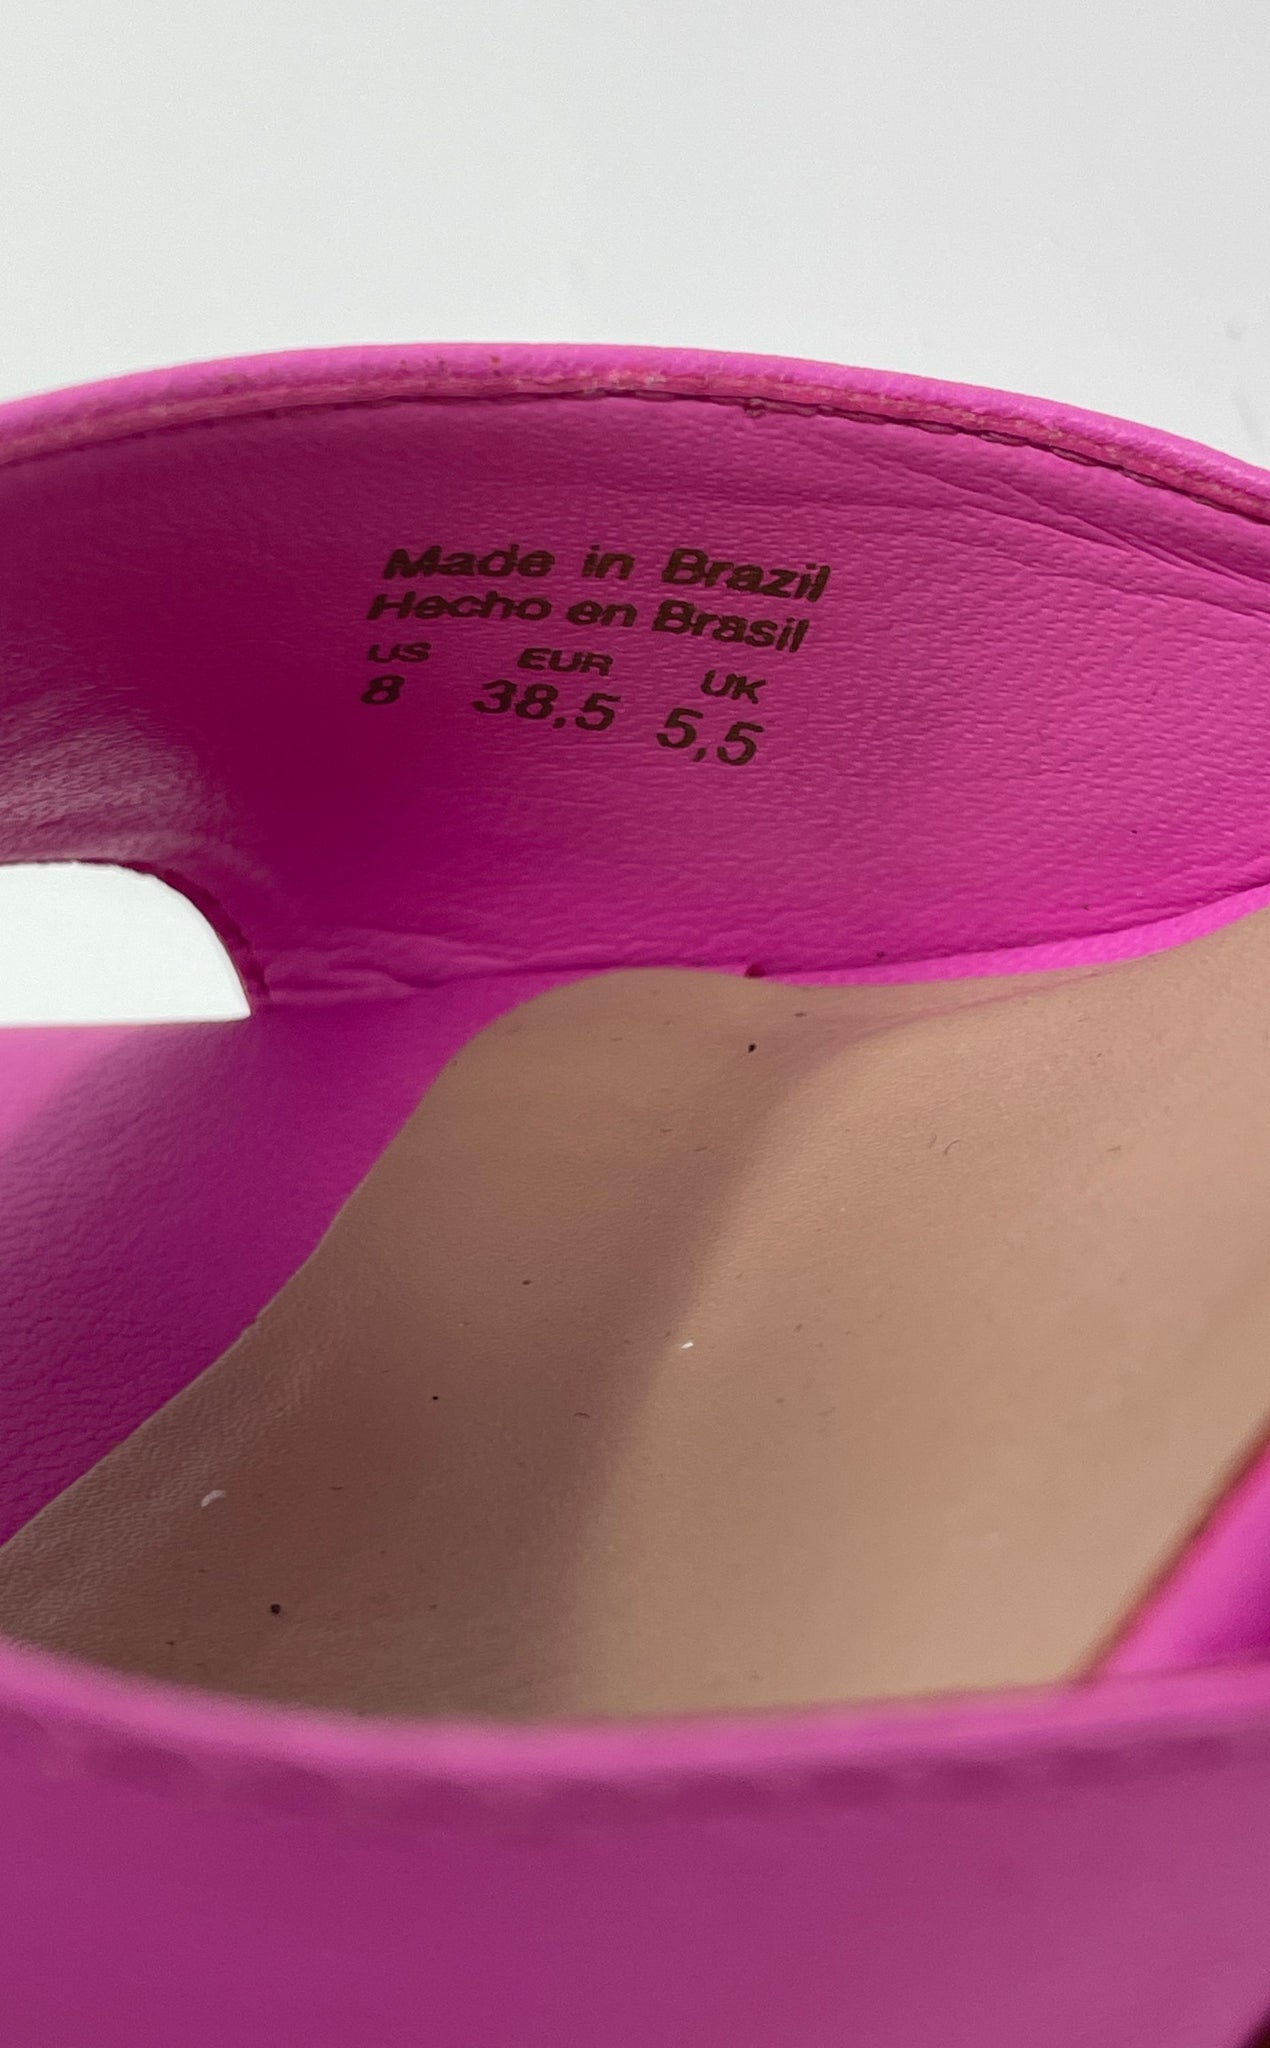 Made in Brazil
Hecho en Brasil
US EUR UK
8 38,5 5,5